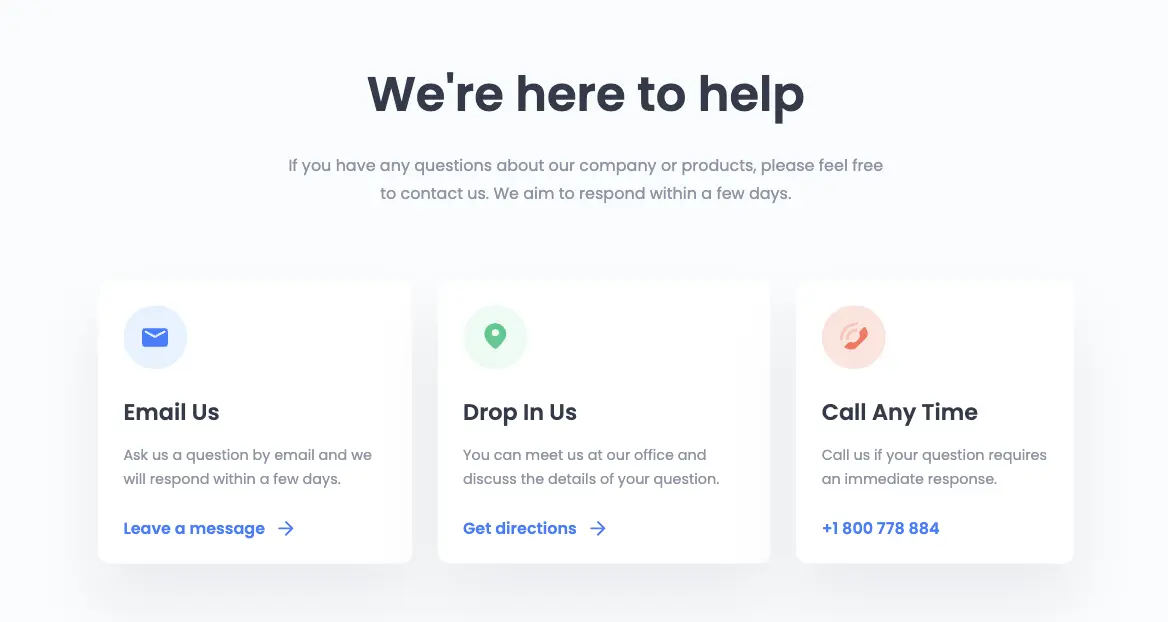 We're here to help
If you have any questions about our company or products, please feel free
to contact us. We aim to respond within a few days.
Email Us
Ask us a question by email and we
will respond within a few days.
Leave a message
Drop In Us
You can meet us at our office and
discuss the details of your question.
Get directions
Call Any Time
Call us if your question requires
an immediate response.
+1 800 778 884